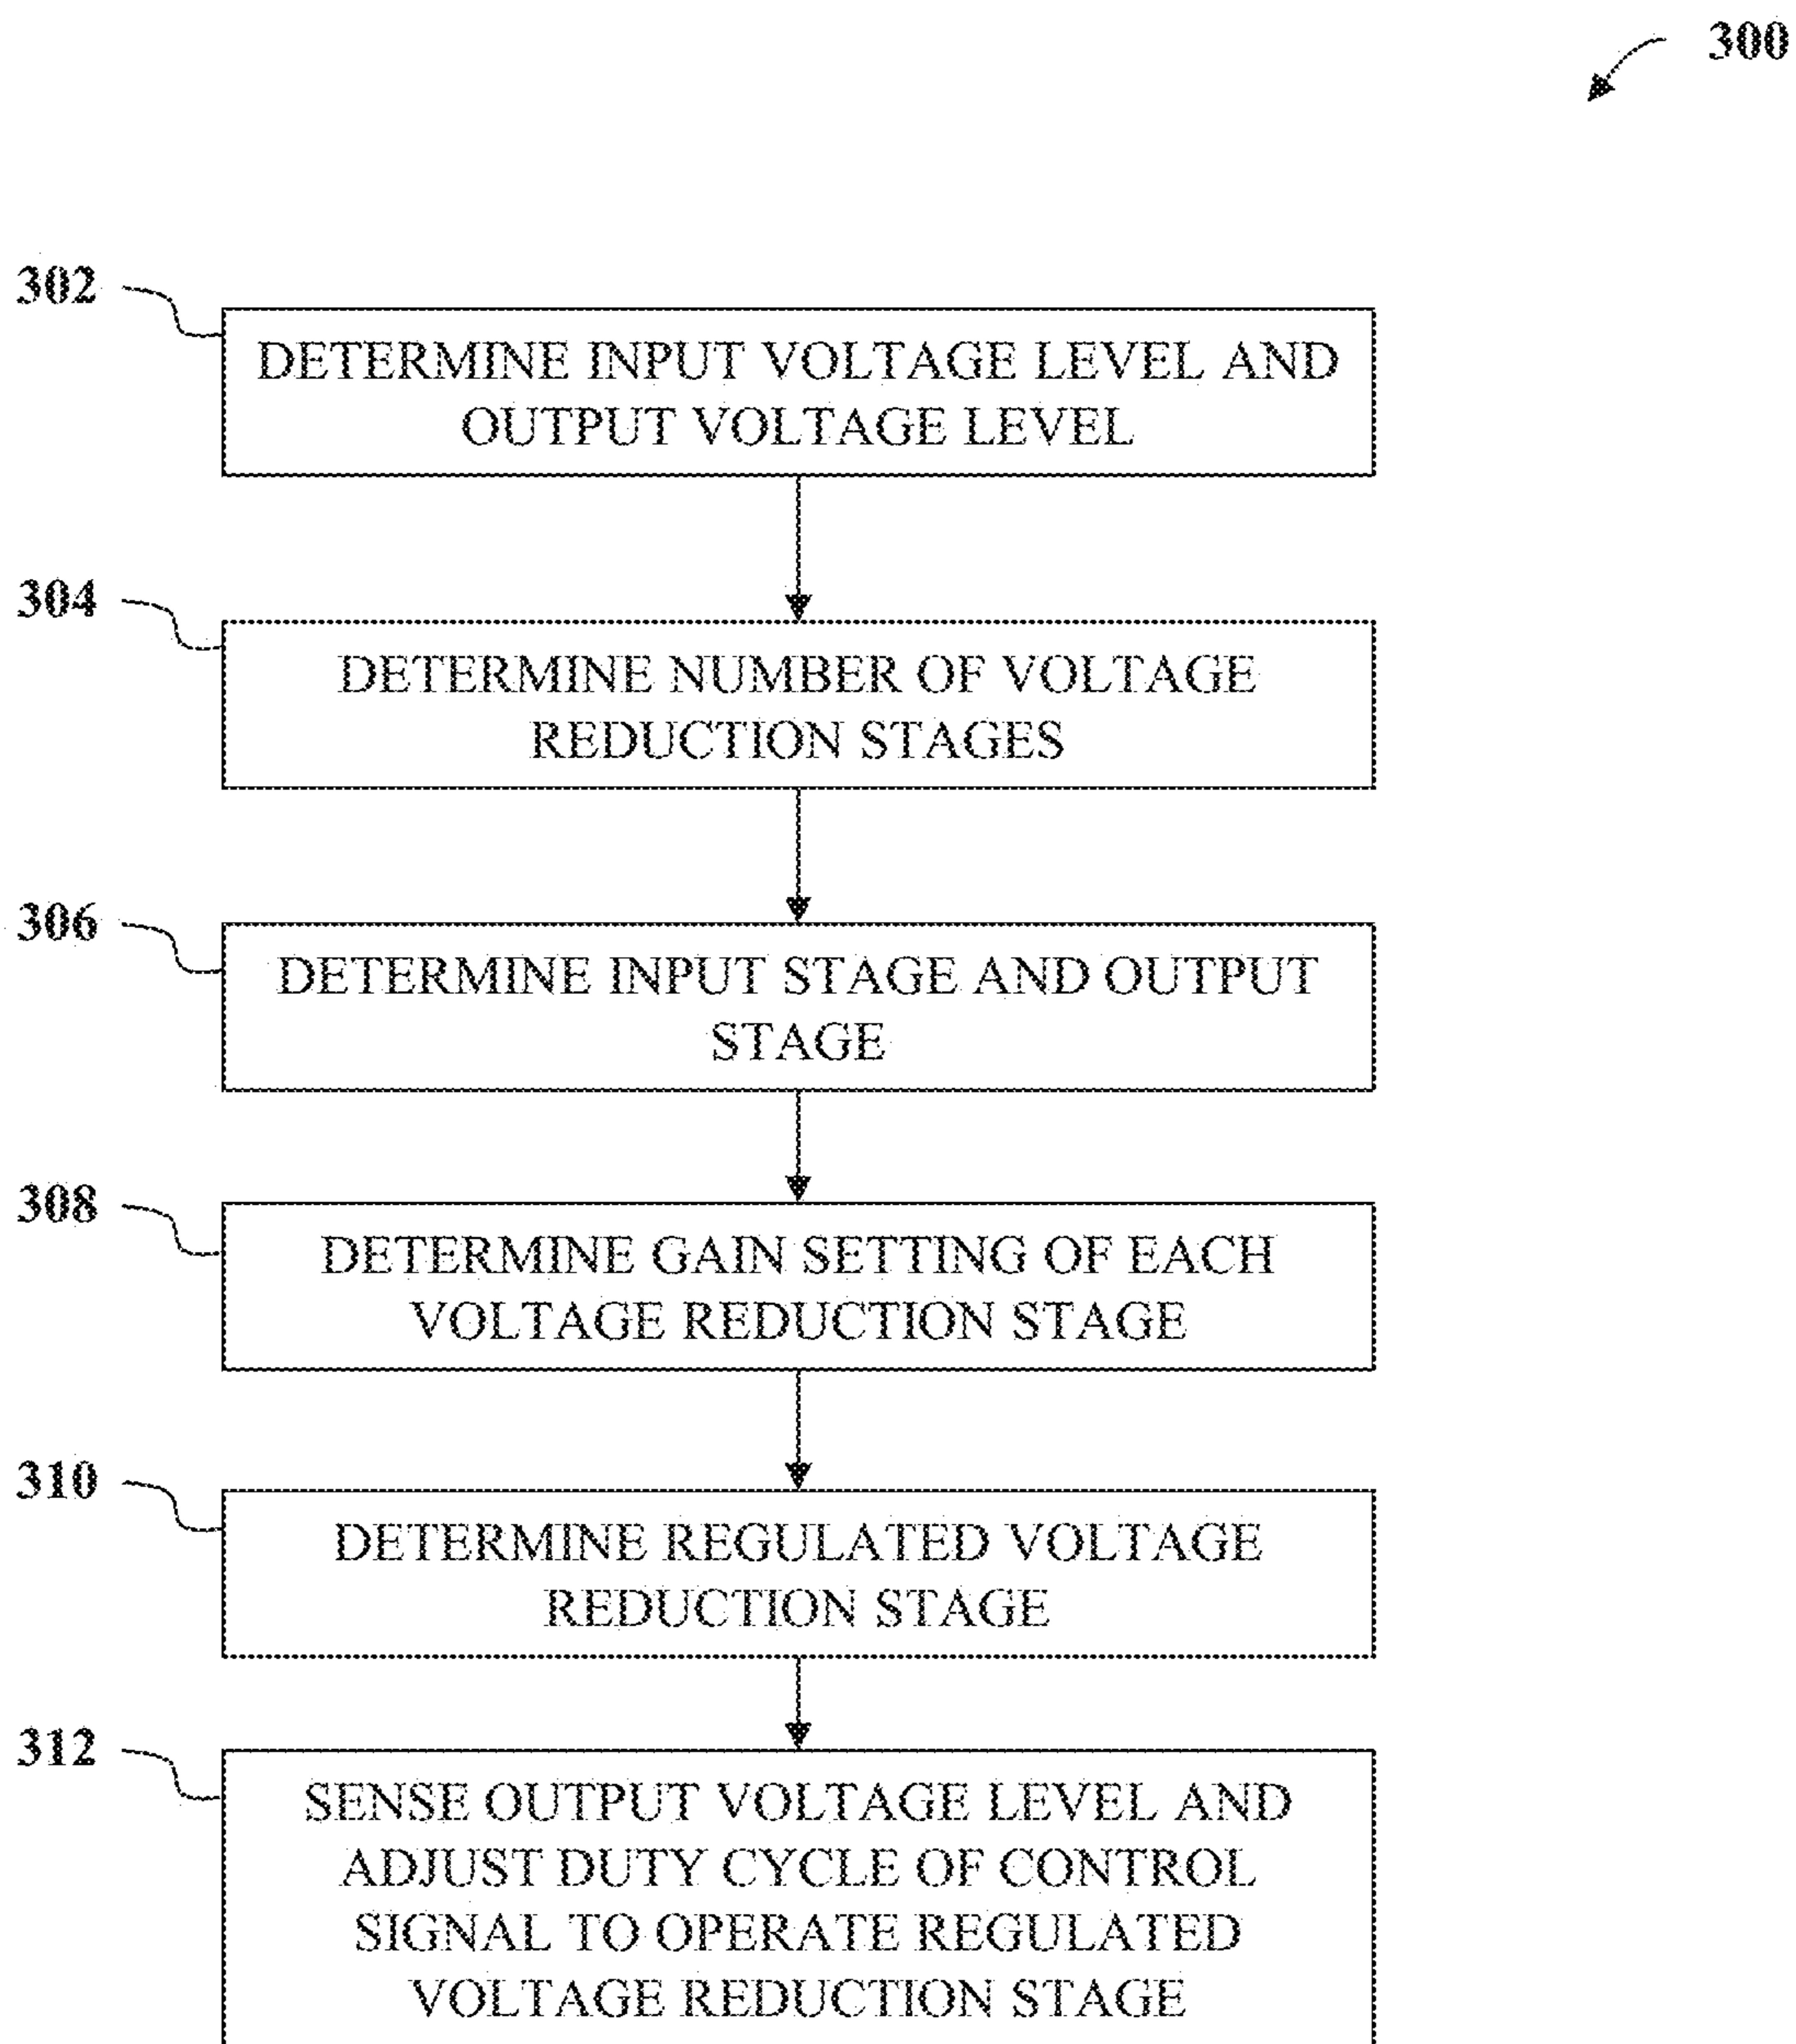 300
302
DETERMINE INPUT VOLTAGE LEVEL AND
OUTPUT VOLTAGE LEVEL
304
DETERMINE NUMBER OF VOLTAGE
REDUCTION STAGES
306
DETERMINE INPUT STAGE AND OUTPUT
STAGE
308
DETERMINE GAIN SETTING OF EACH
VOLTAGE REDUCTION STAGE
310
DETERMINE REGULATED VOLTAGE
REDUCTION STAGE
312
SENSE OUTPUT VOLTAGE LEVEL AND
ADJUST DUTY CYCLE OF CONTROL
SIGNAL TO OPERATE REGULATED
VOLTAGE REDUCTION STAGE